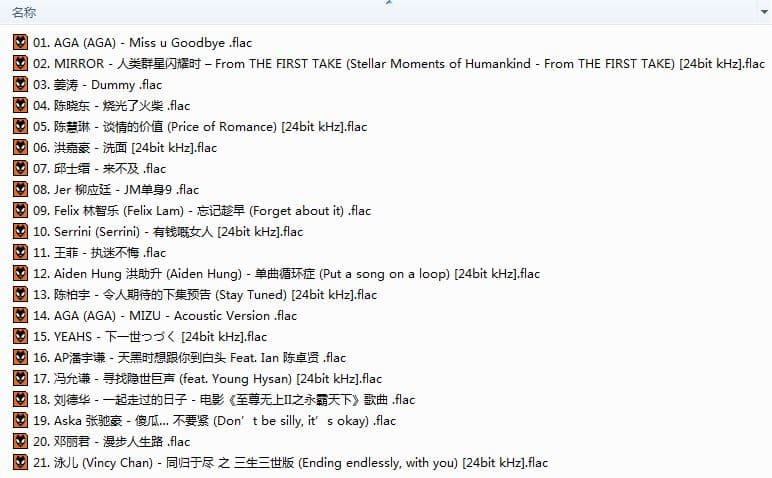 名称
01. AGA (AGA) - Miss u Goodbye .flac
02. MIRROR - 人类群星闪耀时 – From THE FIRST TAKE (Stellar Moments of Humankind - From THE FIRST TAKE) [24bit kHz].flac
03. 姜涛 - Dummy .flac
04. 陈晓东 - 烧光了火柴 .flac
05. 陈慧琳 - 谈情的价值 (Price of Romance) [24bit kHz].flac
06. 洪嘉豪 - 洗面 [24bit kHz].flac
07. 邱士缙 - 来不及 .flac
08. Jer 柳应廷 - JM单身9 .flac
09. Felix 林智乐 (Felix Lam) - 忘记趁早 (Forget about it) .flac
10. Serrini (Serrini) - 有钱嘅女人 [24bit kHz].flac
11. 王菲 - 执迷不悔 .flac
12. Aiden Hung 洪助升 (Aiden Hung) - 单曲循环症 (Put a song on a loop) [24bit kHz].flac
13. 陈柏宇 - 令人期待的下集预告 (Stay Tuned) [24bit kHz].flac
14. AGA (AGA) - MIZU - Acoustic Version .flac
15. YEAHS - 下一世つづく [24bit kHz].flac
16. AP潘宇谦 - 天黑时想跟你到白头 Feat. Ian 陈卓贤 .flac
17. 冯允谦 - 寻找隐世巨声 (feat. Young Hysan) [24bit kHz].flac
18. 刘德华 - 一起走过的日子 - 电影《至尊无上II之永霸天下》歌曲 .flac
19. Aska 张驰豪 - 傻瓜... 不要紧 (Don’t be silly, it’s okay) .flac
20. 邓丽君 - 漫步人生路 .flac
21. 泳儿 (Vincy Chan) - 同归于尽 之 三生三世版 (Ending endlessly, with you) [24bit kHz].flac